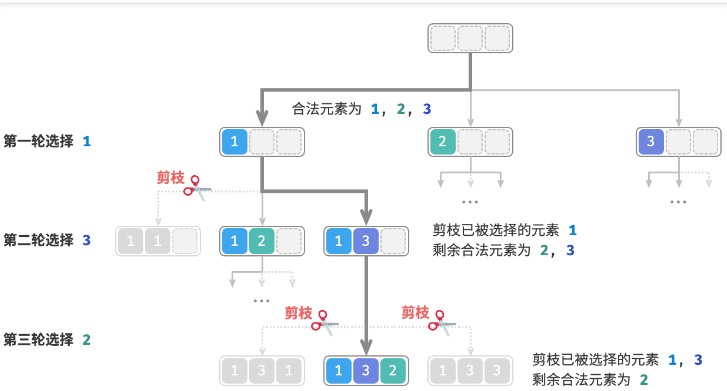 合法元素为 1, 2, 3
第一轮选择 1
1
2
3
剪枝
第二轮选择 3
1 1
1 2
1 3
剪枝已被选择的元素 1
剩余合法元素为 2, 3
剪枝
剪枝
第三轮选择 2
1 3 1
1 3 2
1 3 3
剪枝已被选择的元素 1, 3
剩余合法元素为 2